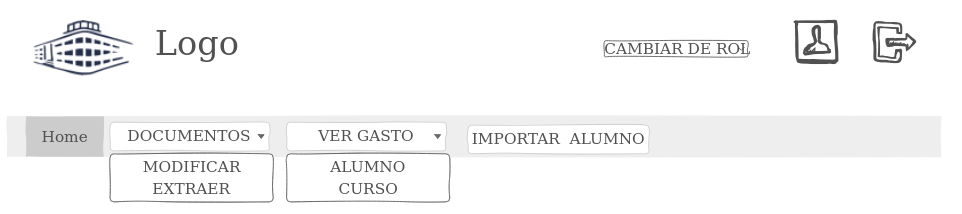 Logo
CAMBIAR DE ROL
Home
DOCUMENTOS
VER GASTO
IMPORTAR ALUMNO
MODIFICAR
EXTRAER
ALUMNO
CURSO